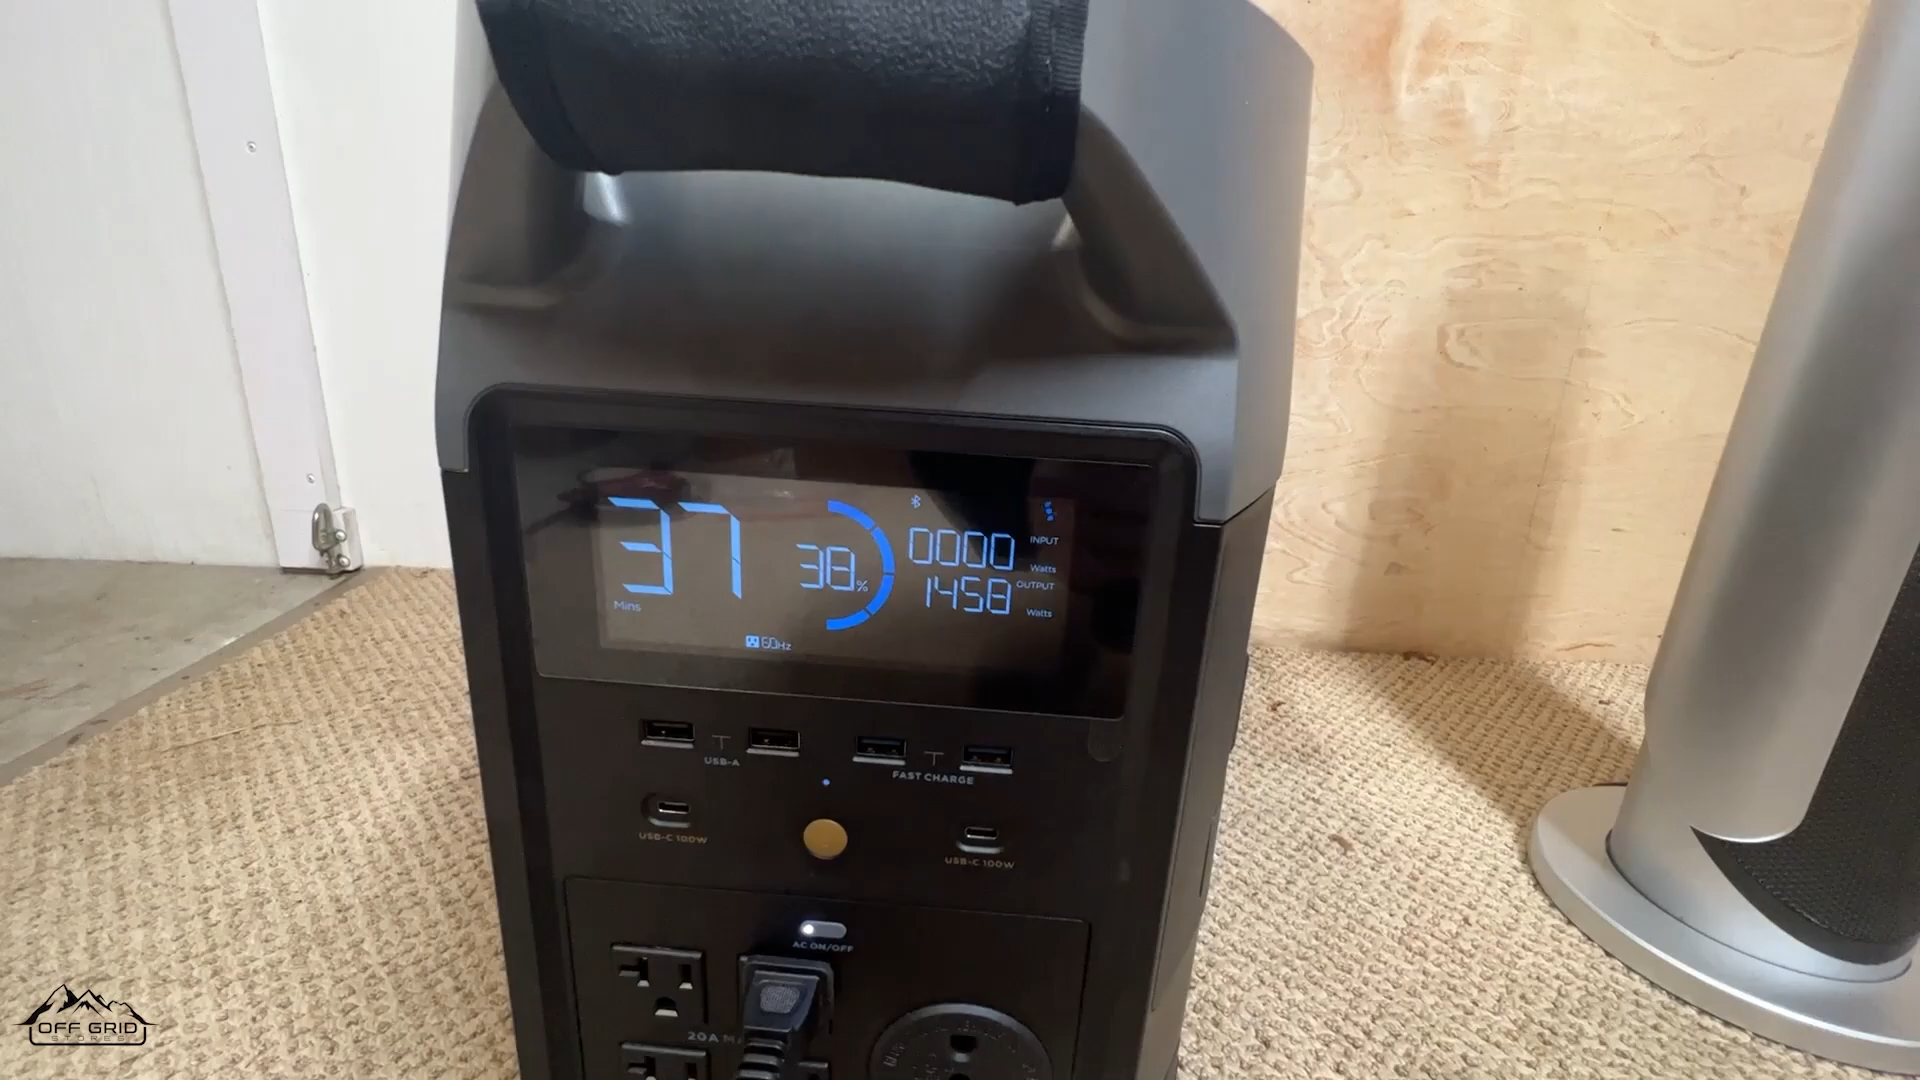 37
Mins
38%
0000
INPUT
Watts
1458
OUTPUT
Watts
60Hz
USB-A
FAST CHARGE
USB-C 100W
USB-C 100W
AC ON/OFF
20A
OFF GRID
STORES